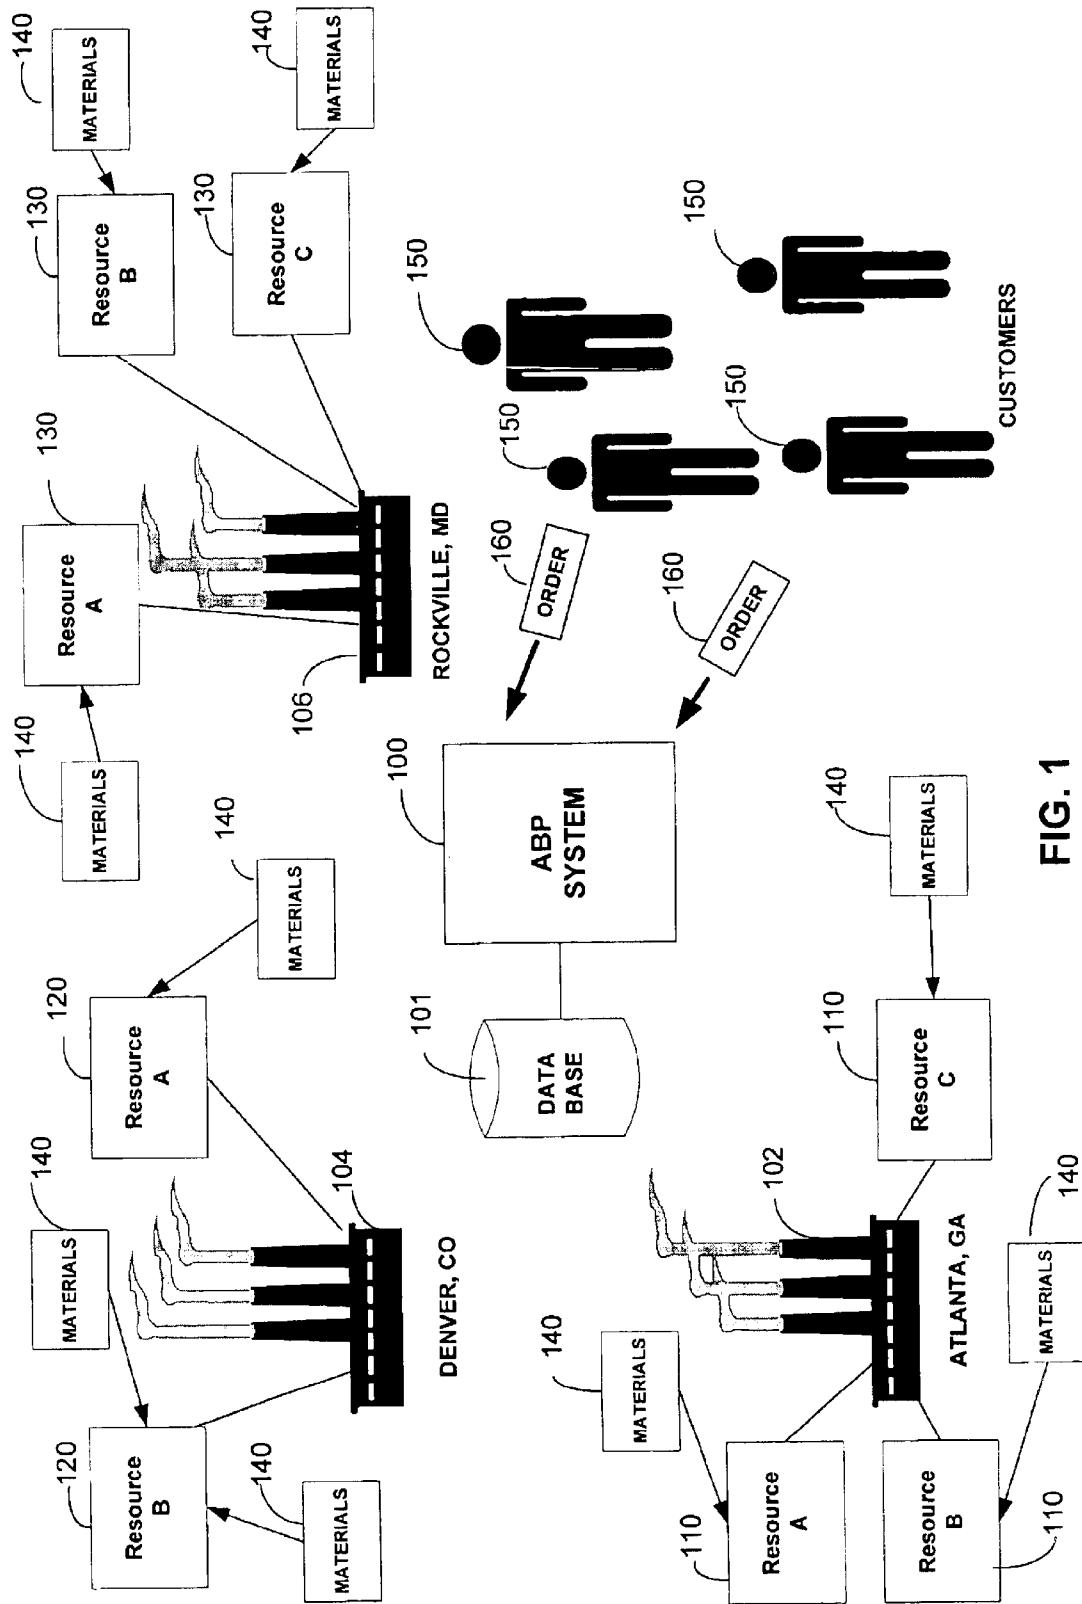 140
MATERIALS
120
Resource
B
140
MATERIALS
140
MATERIALS
120
Resource
A
140
MATERIALS
104
DENVER, CO
140
MATERIALS
130
Resource
A
130
Resource
B
140
MATERIALS
130
Resource
C
140
MATERIALS
106
ROCKVILLE, MD
101
DATA
BASE
100
ABP
SYSTEM
160
ORDER
160
ORDER
150
150
150
150
CUSTOMERS
140
MATERIALS
110
Resource
A
110
Resource
B
140
MATERIALS
102
ATLANTA, GA
110
Resource
C
140
MATERIALS
FIG. 1